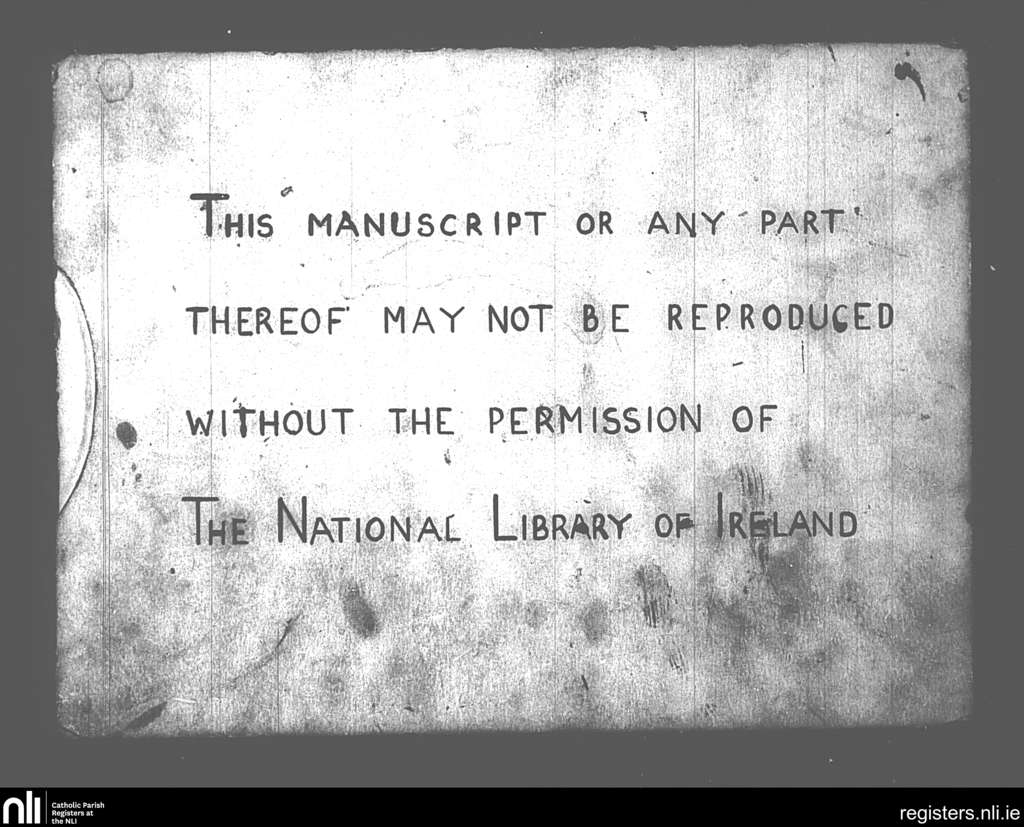 THIS MANUSCRIPT OR ANY PART
THEREOF MAY NOT BE REPRODUCED
WITHOUT THE PERMISSION OF
THE NATIONAL LIBRARY OF IRELAND
nli
Catholic Parish
Registers at
the NLI
registers.nli.ie